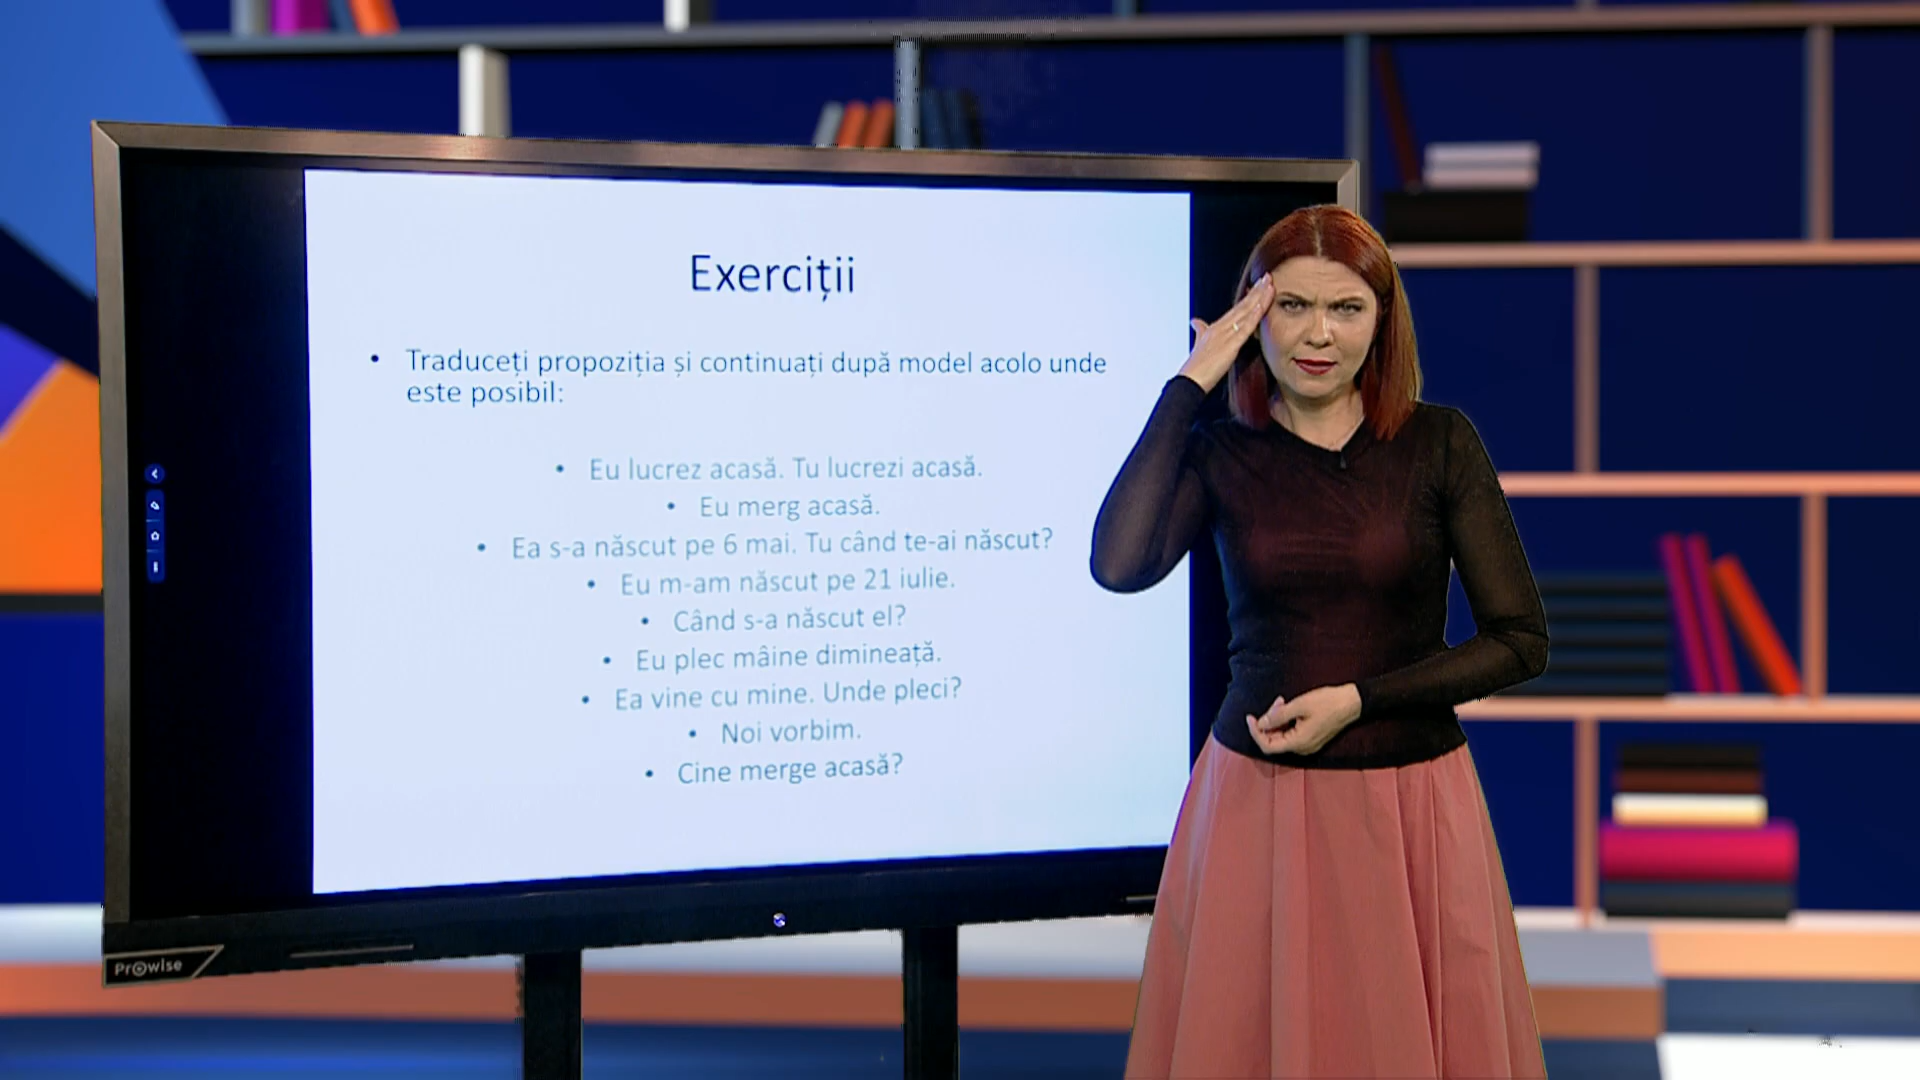 Exerciții
• Traduceți propoziția și continuați după model acolo unde
este posibil:
• Eu lucrez acasă. Tu lucrezi acasă.
• Eu merg acasă.
• Ea s-a născut pe 6 mai. Tu când te-ai născut?
• Eu m-am născut pe 21 iulie.
• Când s-a născut el?
• Eu plec mâine dimineață.
• Ea vine cu mine. Unde pleci?
• Noi vorbim.
• Cine merge acasă?
Prowise